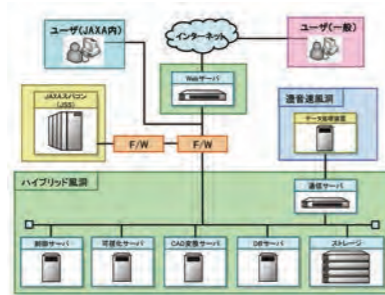 ユーザ(JAXA内)
インターネット
ユーザ(一般)
Webサーバ
JAXAスパコン
(JSS)
遷音速風洞
データ処理装置
F/W
F/W
ハイブリッド風洞
通信サーバ
制御サーバ
可視化サーバ
CAD変換サーバ
DBサーバ
ストレージ